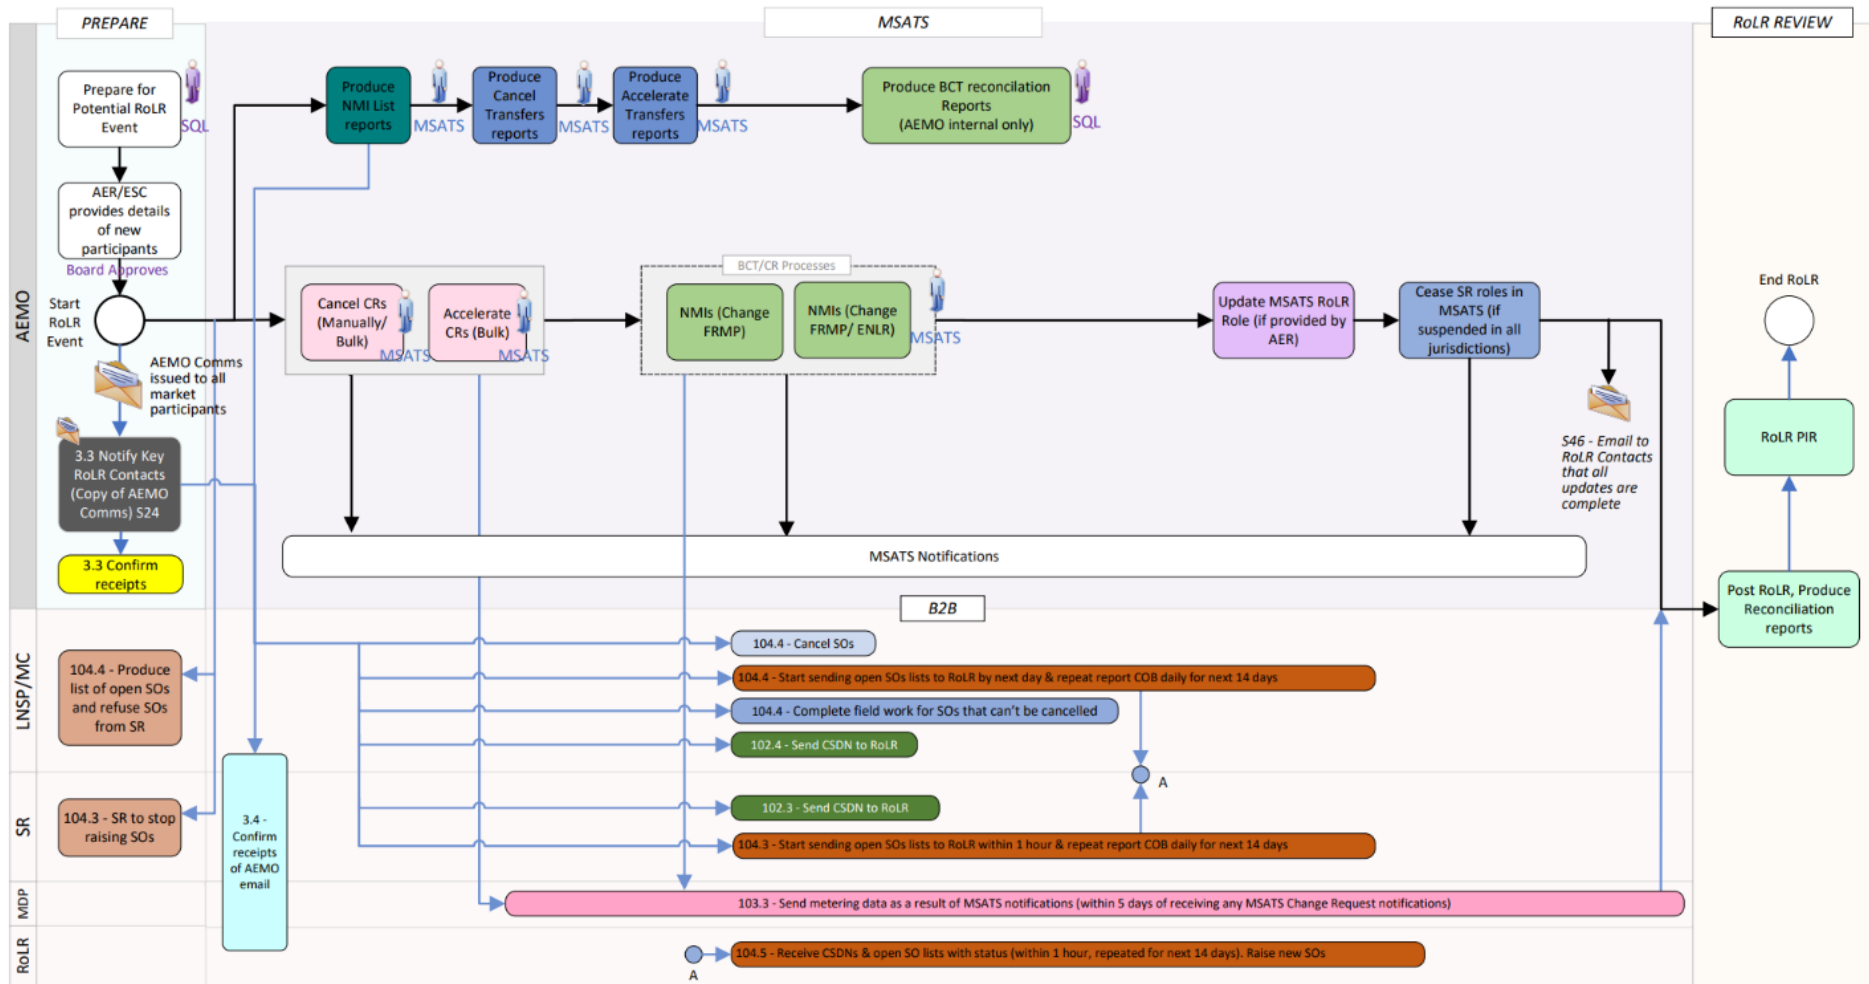 PREPARE
MSATS
RoLR REVIEW
AEMO
Prepare for
Potential RoLR
Event
SQL
AER/ESC
provides details
of new
participants
Board Approves
Start
RoLR
Event
AEMO Comms
issued to all
market
participants
3.3 Notify Key
RoLR Contacts
(Copy of AEMO
Comms) S24
3.3 Confirm
receipts
Produce
NMI List
reports
MSATS
Produce
Cancel
Transfers
reports
MSATS
Produce
Accelerate
Transfers
reports
MSATS
Produce BCT reconcilation
Reports
(AEMO internal only)
SQL
Cancel CRs
(Manually/
Bulk)
MSATS
Accelerate
CRs (Bulk)
MSATS
BCT/CR Processes
NMIs (Change
FRMP)
NMIs (Change
FRMP/ ENLR)
MSATS
Update MSATS RoLR
Role (if provided by
AER)
Cease SR roles in
MSATS (if
suspended in all
jurisdictions)
S46 - Email to
RoLR Contacts
that all
updates are
complete
MSATS Notifications
End RoLR
RoLR PIR
Post RoLR, Produce
Reconciliation
reports
B2B
LNSP/MC
104.4 - Produce
list of open SOs
and refuse SOs
from SR
104.4 - Cancel SOs
104.4 - Start sending open SOs lists to RoLR by next day & repeat report COB daily for next 14 days
104.4 - Complete field work for SOs that can't be cancelled
102.4 - Send CSDN to RoLR
A
SR
104.3 - SR to stop
raising SOs
3.4 -
Confirm
receipts
of AEMO
email
102.3 - Send CSDN to RoLR
104.3 - Start sending open SOs lists to RoLR within 1 hour & repeat report COB daily for next 14 days
MDP
103.3 - Send metering data as a result of MSATS notifications (within 5 days of receiving any MSATS Change Request notifications)
RoLR
A
104.5 - Receive CSDNs & open SO lists with status (within 1 hour, repeated for next 14 days). Raise new SOs